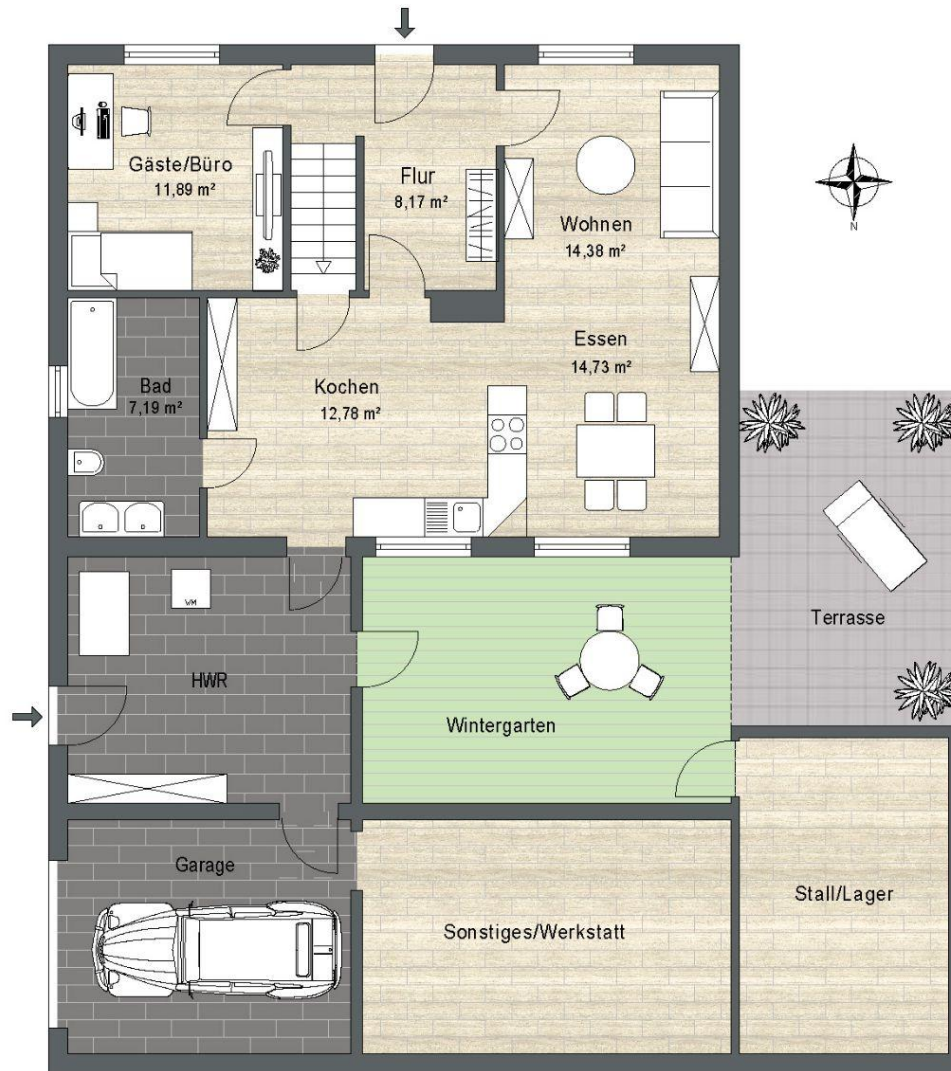 Gäste/Büro
11,89 m²
Flur
8,17 m²
Wohnen
14,38 m²
N
Essen
14,73 m²
Bad
7,19 m²
Kochen
12,78 m²
WM
Terrasse
HWR
Wintergarten
Garage
Stall/Lager
Sonstiges/Werkstatt